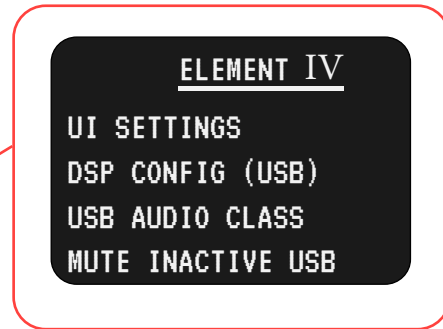 ELEMENT IV
UI SETTINGS
DSP CONFIG (USB)
USB AUDIO CLASS
MUTE INACTIVE USB